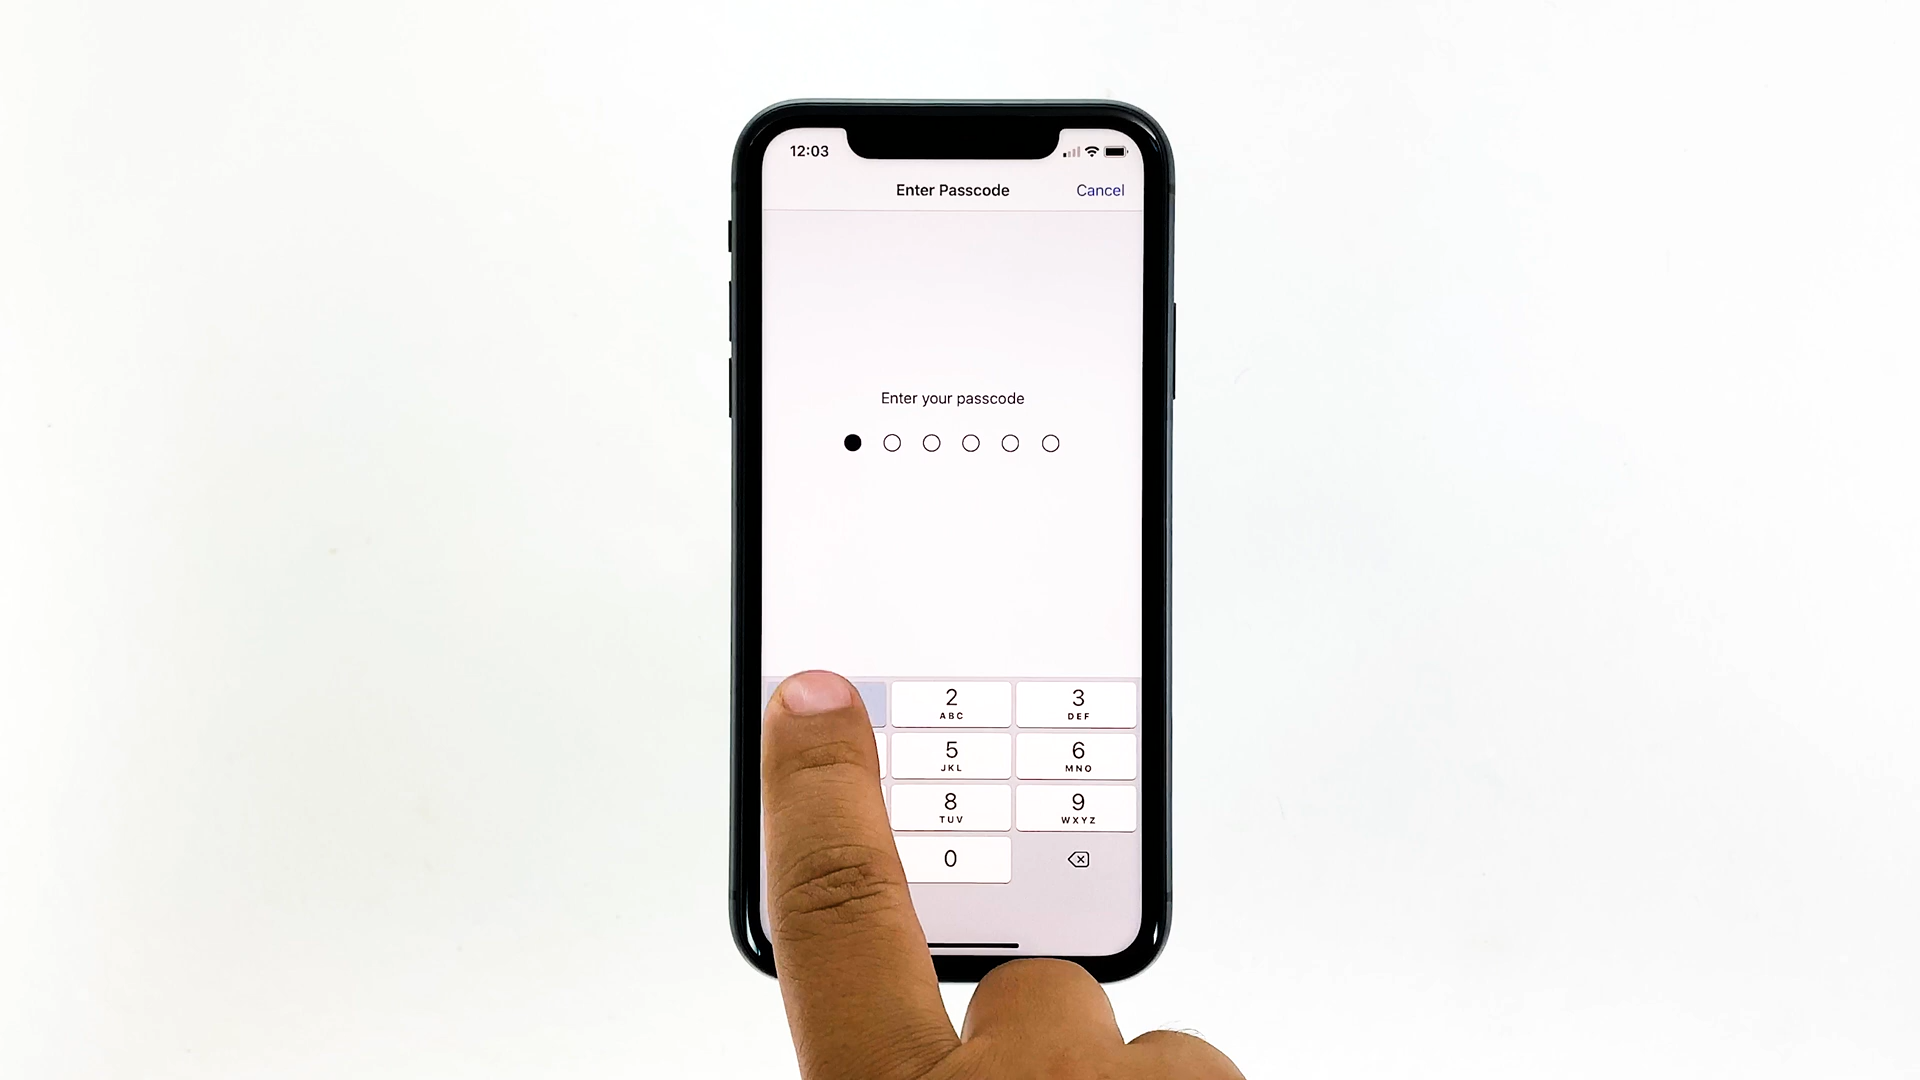 12:03
Enter Passcode Cancel
Enter your passcode
2 3
ABC DEF
5 6
JKL MNO
8 9
TUV WXYZ
0